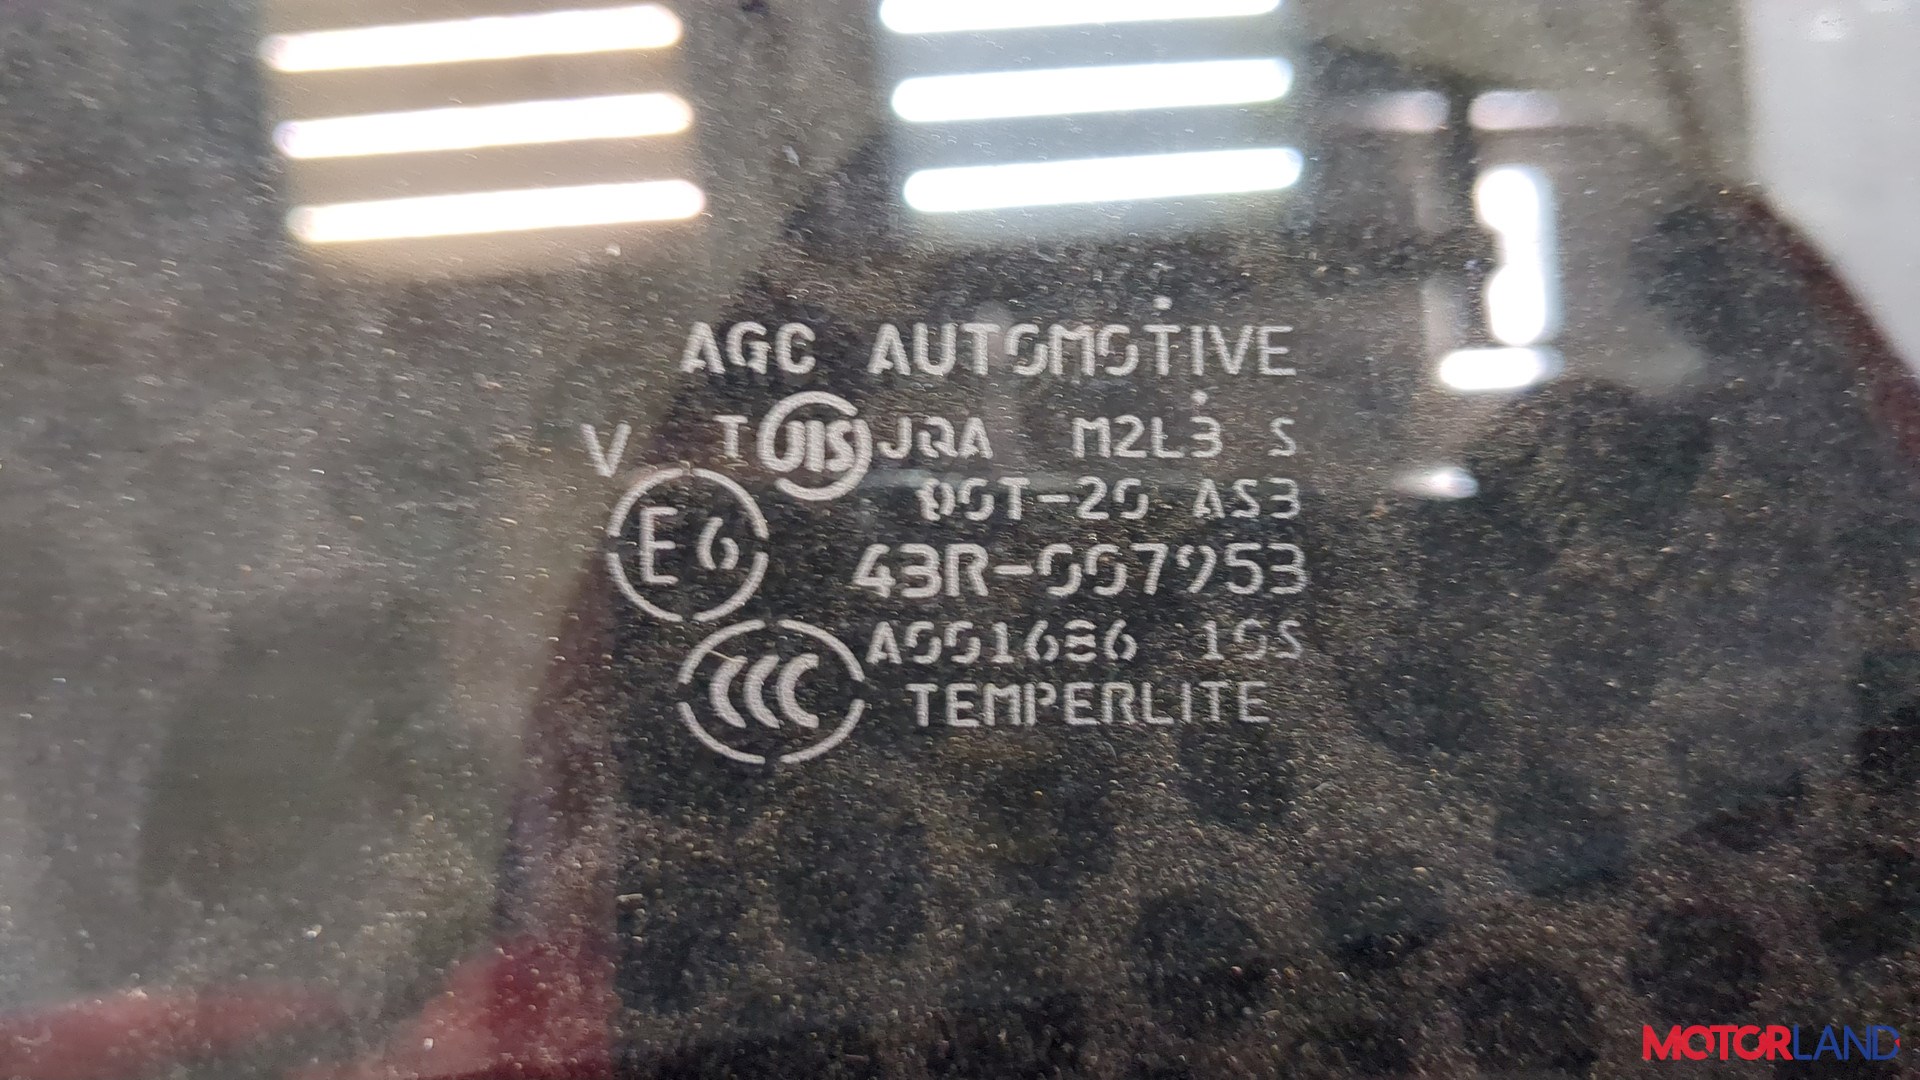 AGC AUTOMOTIVE
V T JIS JQA M2L3 S
E6 DOT-20 AS3
43R-007953
CCC A001686 10S
TEMPERLITE
MOTORLAND